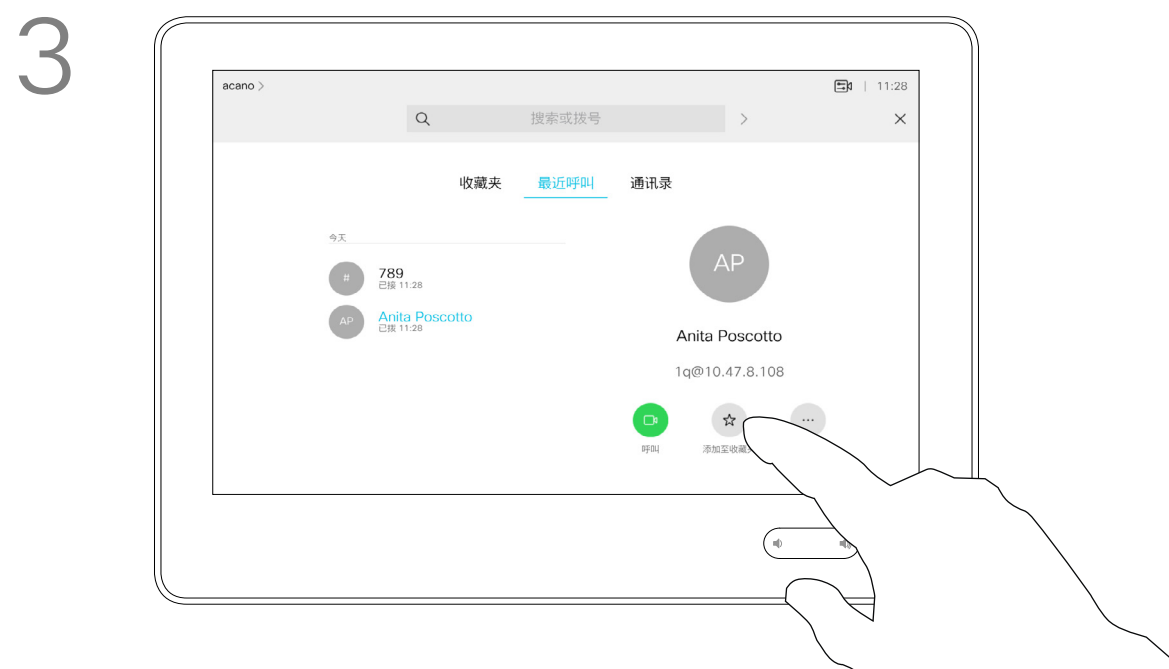 3
acano >
11:28
搜索或拨号
收藏夹 最近呼叫 通讯录
今天
# 789
已接 11:28
AP Anita Poscotto
已拨 11:28
AP
Anita Poscotto
1q@10.47.8.108
呼叫 添加至收藏